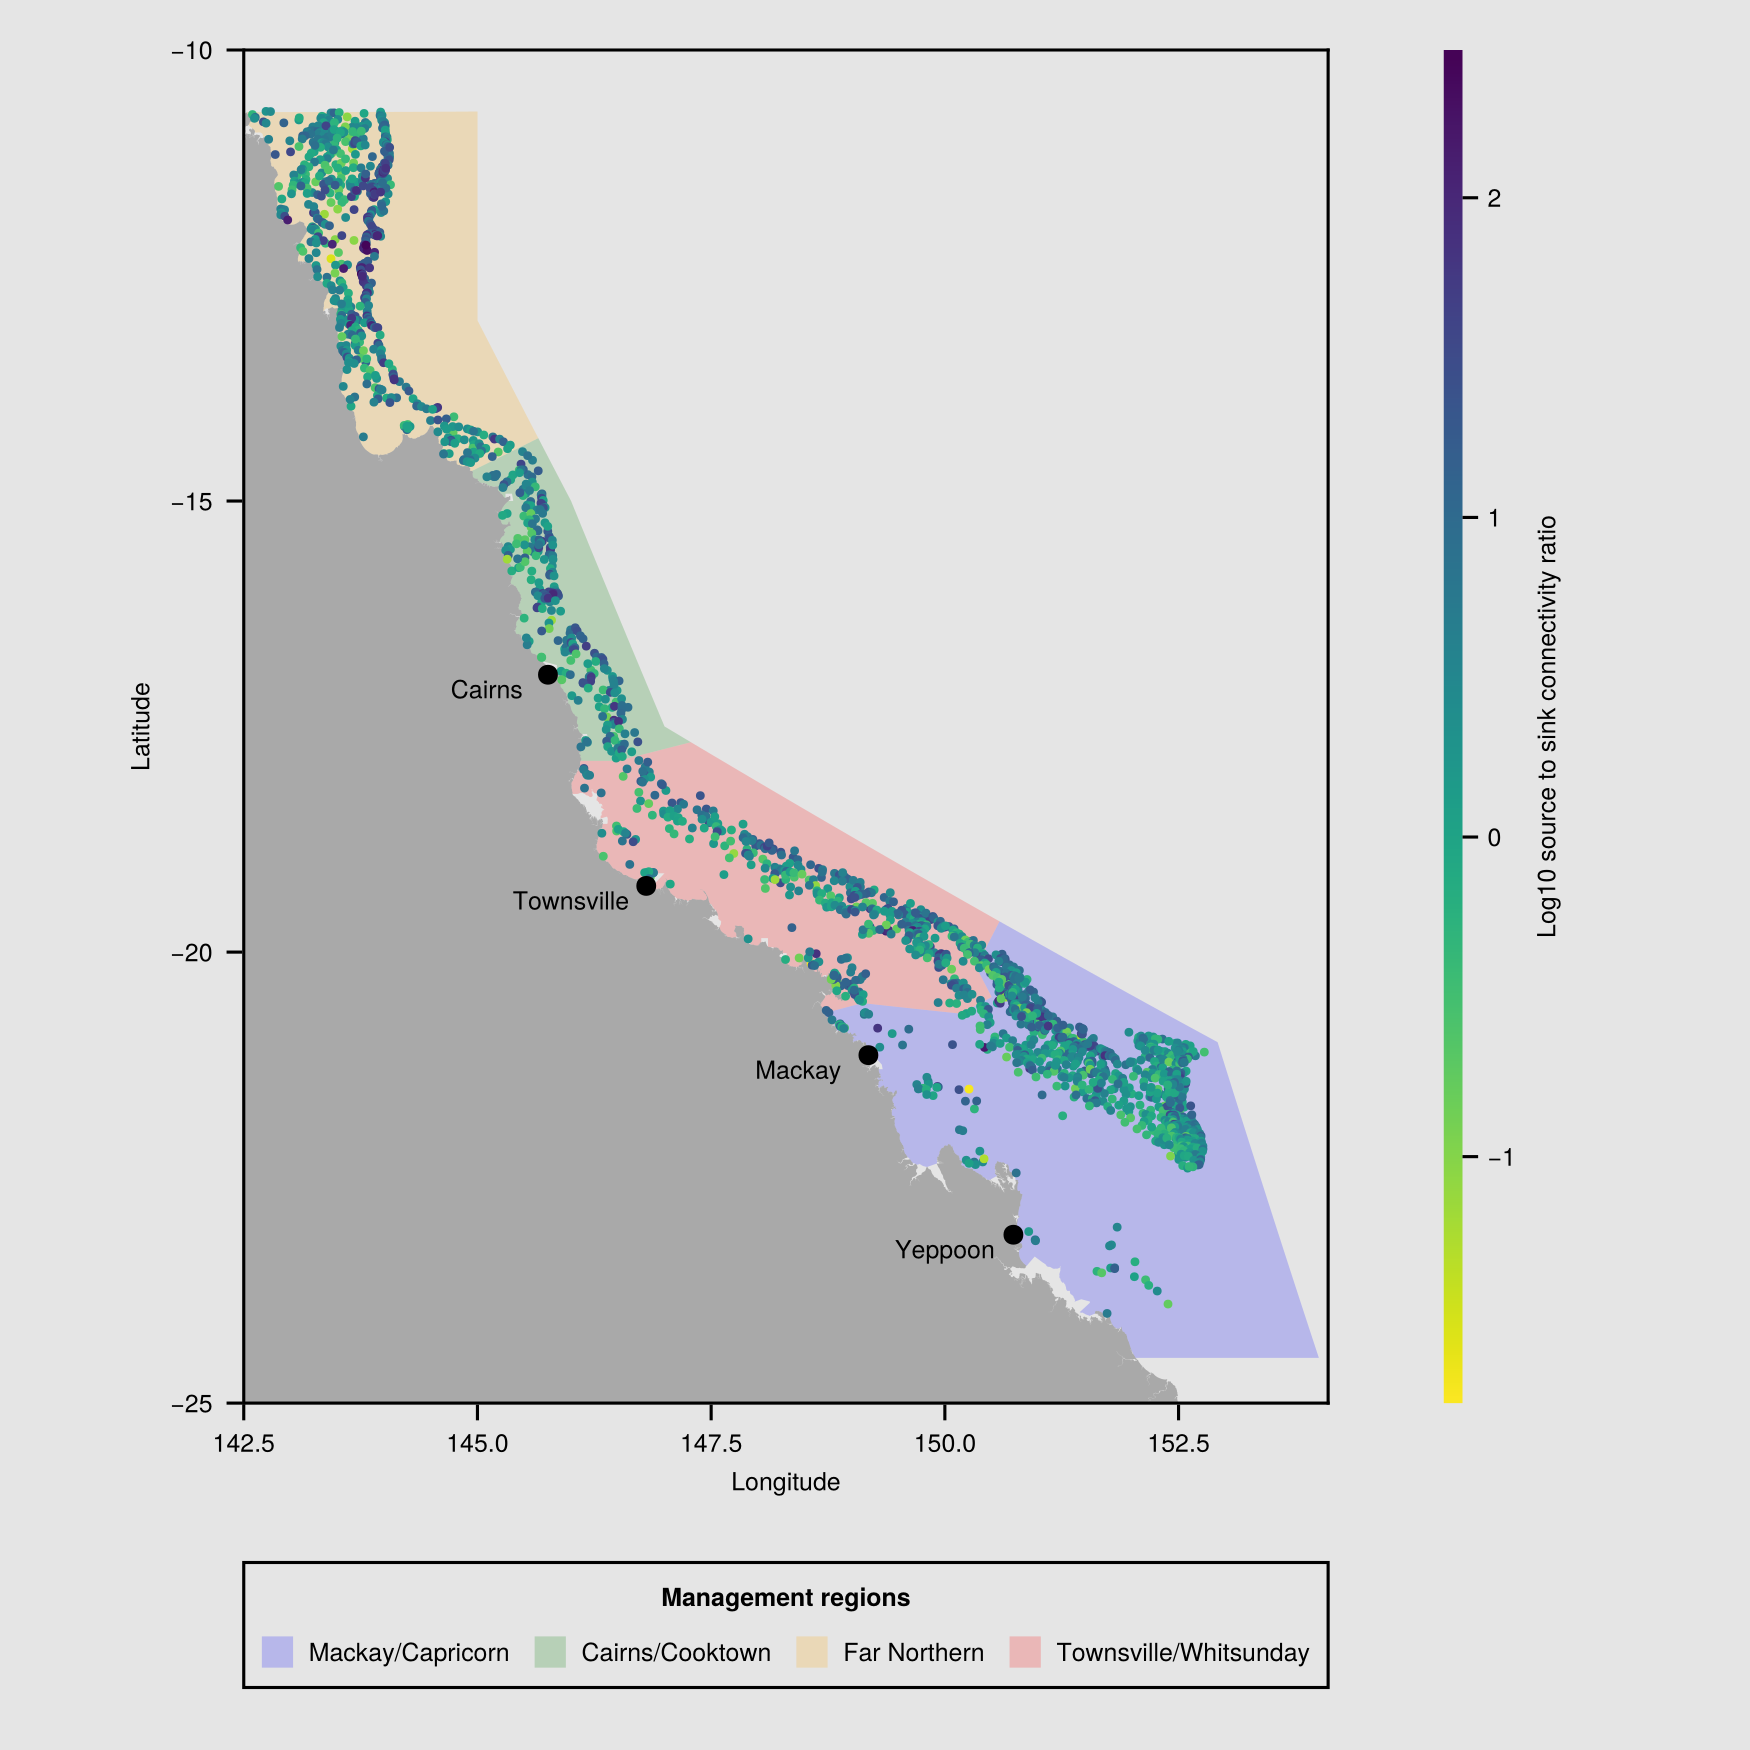 −10
−15
−20
−25
142.5
145.0
147.5
150.0
152.5
Latitude
Longitude
Cairns
Townsville
Mackay
Yeppoon
2
1
0
−1
Log10 source to sink connectivity ratio
Management regions
Mackay/Capricorn
Cairns/Cooktown
Far Northern
Townsville/Whitsunday